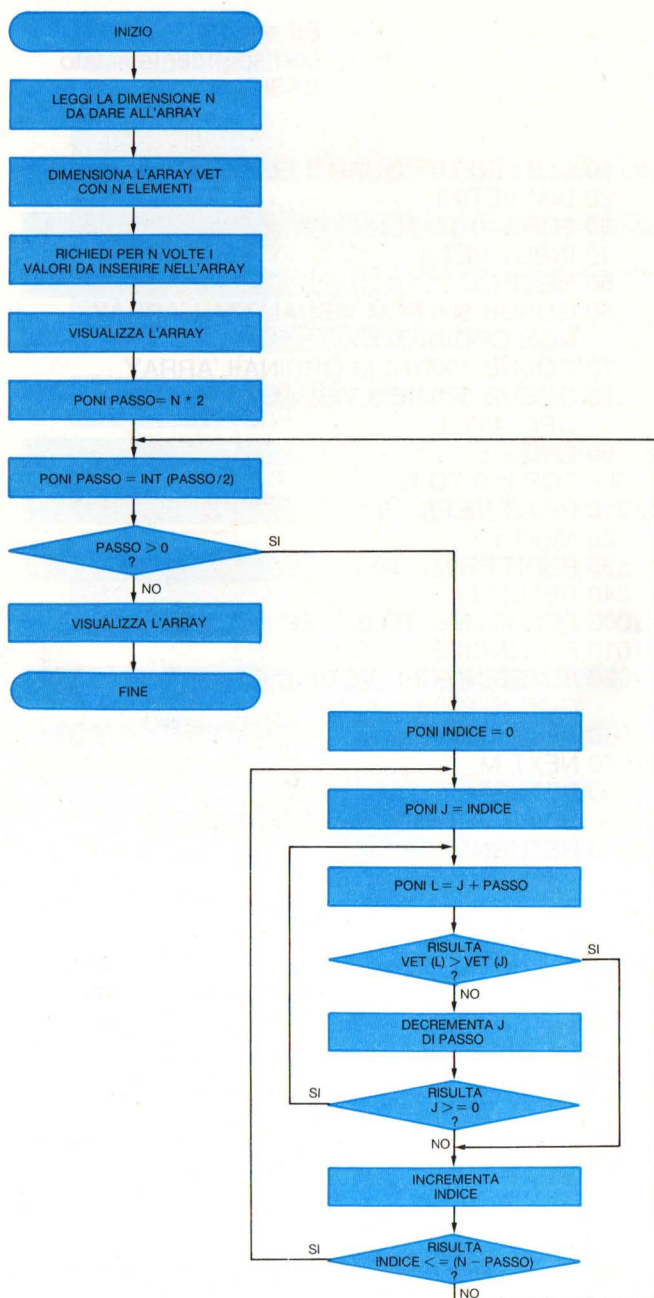 INIZIO
LEGGI LA DIMENSIONE N
DA DARE ALL'ARRAY
DIMENSIONA L'ARRAY VET
CON N ELEMENTI
RICHIEDI PER N VOLTE I
VALORI DA INSERIRE NELL'ARRAY
VISUALIZZA L'ARRAY
PONI PASSO= N * 2
PONI PASSO = INT (PASSO/2)
PASSO > 0
?
SI
NO
VISUALIZZA L'ARRAY
FINE
PONI INDICE = 0
PONI J = INDICE
PONI L = J + PASSO
RISULTA
VET (L) > VET (J)
?
SI
NO
DECREMENTA J
DI PASSO
RISULTA
J > = 0
?
SI
NO
INCREMENTA
INDICE
RISULTA
INDICE < = (N – PASSO)
?
SI
NO